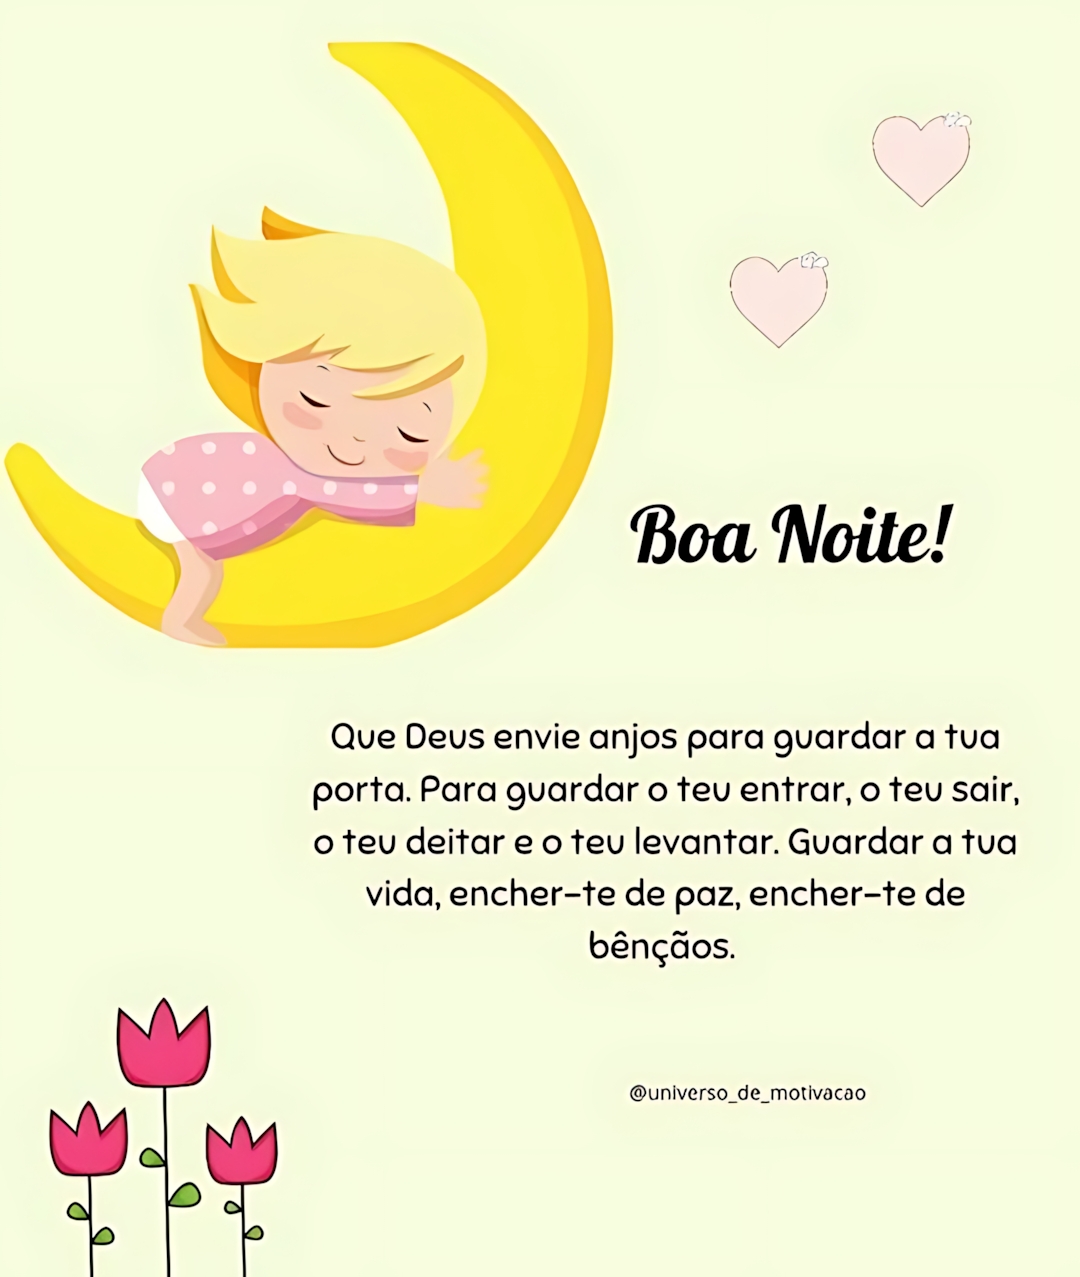 Boa Noite!
Que Deus envie anjos para guardar a tua
porta. Para guardar o teu entrar, o teu sair,
o teu deitar e o teu levantar. Guardar a tua
vida, encher-te de paz, encher-te de
bênçãos.
@universo_de_motivacao